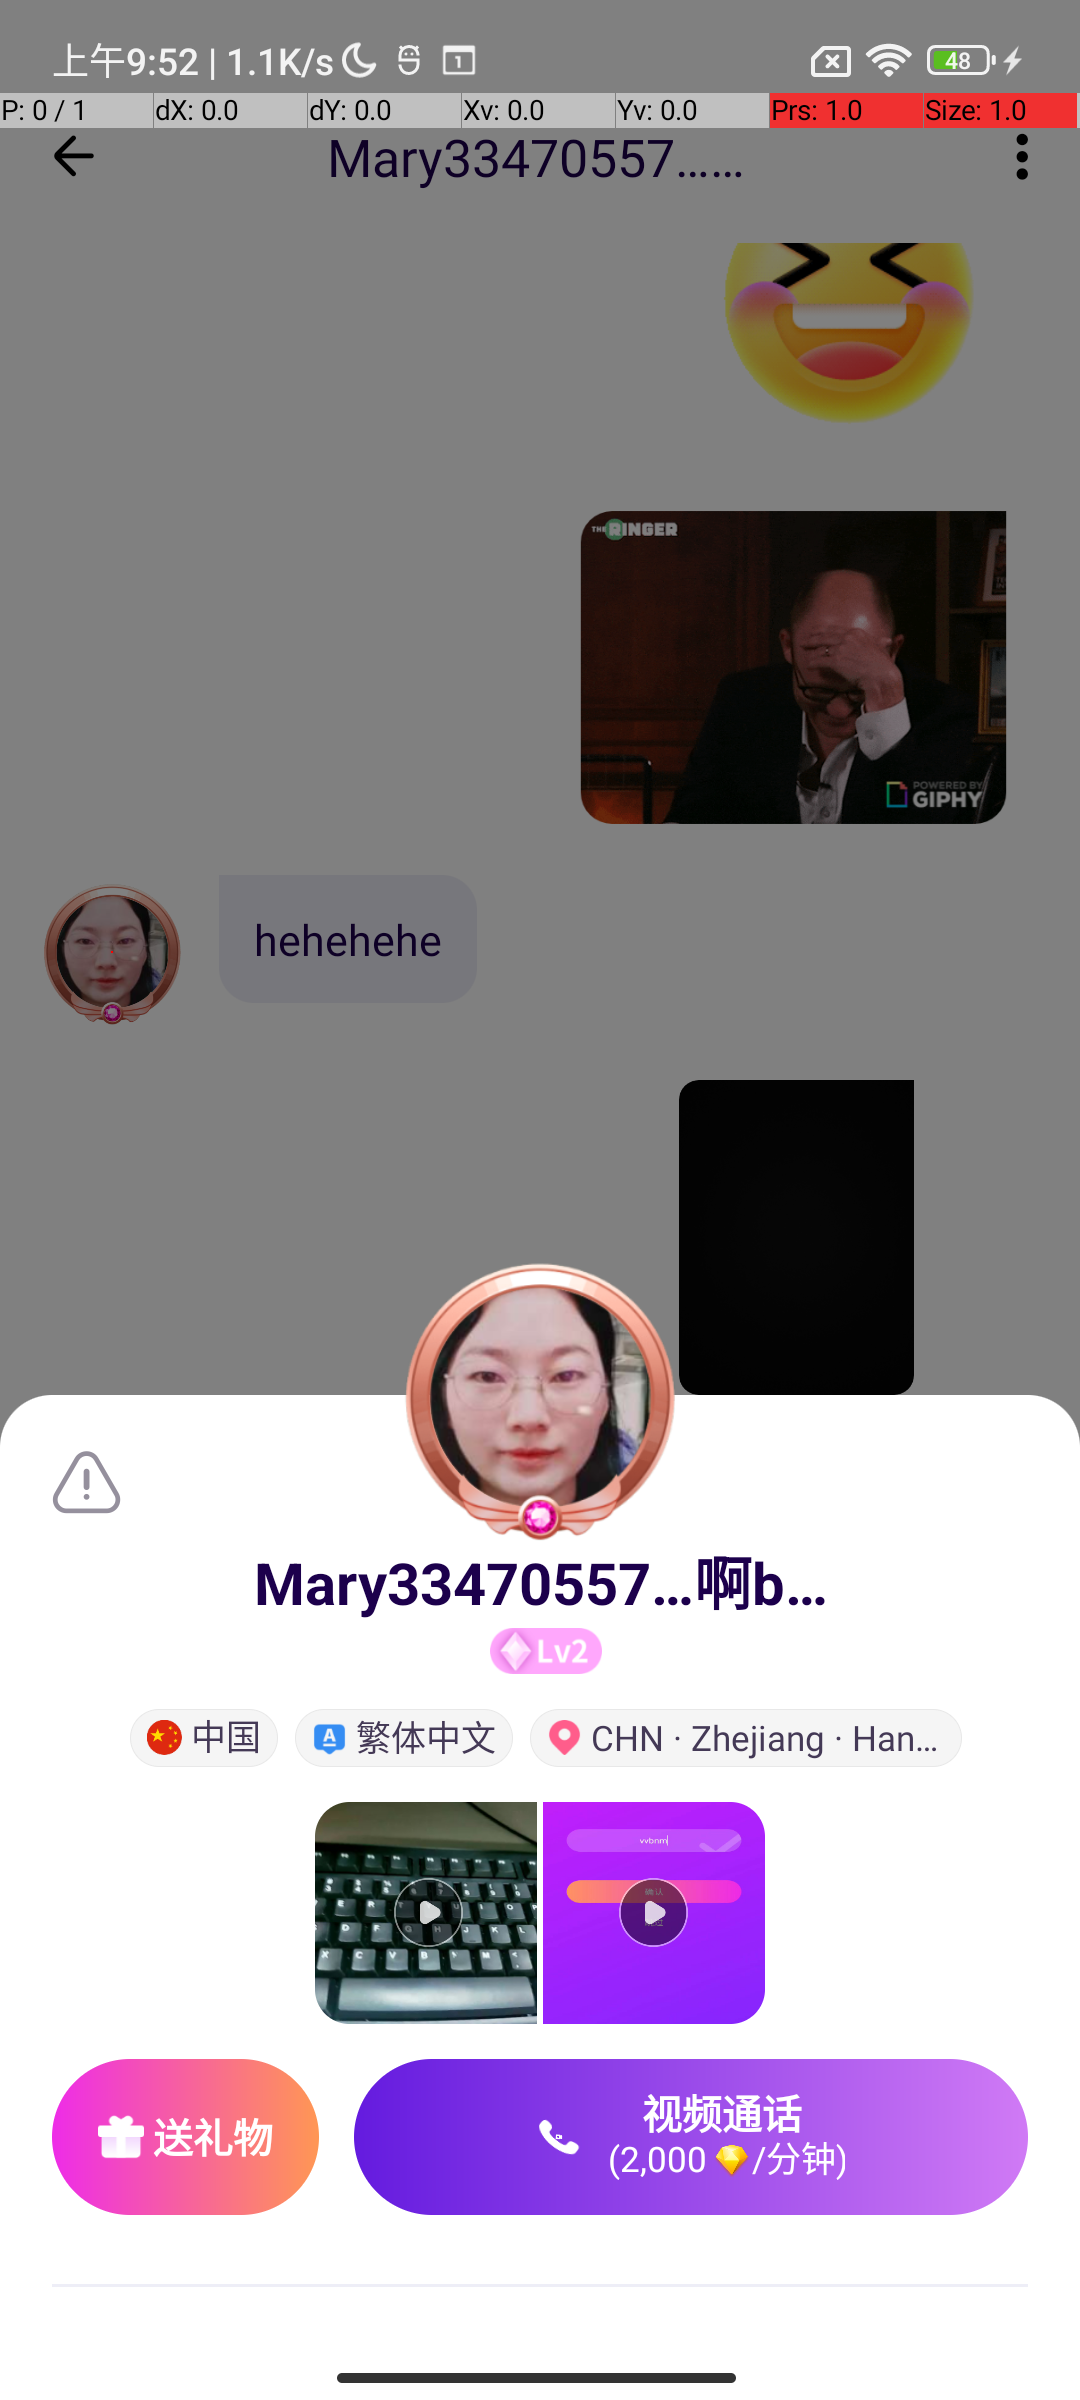 上午9:52 | 1.1K/s
1
48
P: 0 / 1 dX: 0.0 dY: 0.0 Xv: 0.0 Yv: 0.0 Prs: 1.0 Size: 1.0
Mary33470557……
THE RINGER
POWERED BY
GIPHY
hehehehe
Mary33470557…啊b…
Lv2
中国 A 繁体中文 CHN · Zhejiang · Han…
vvbnm
确认
送礼物
视频通话
(2,000 /分钟)